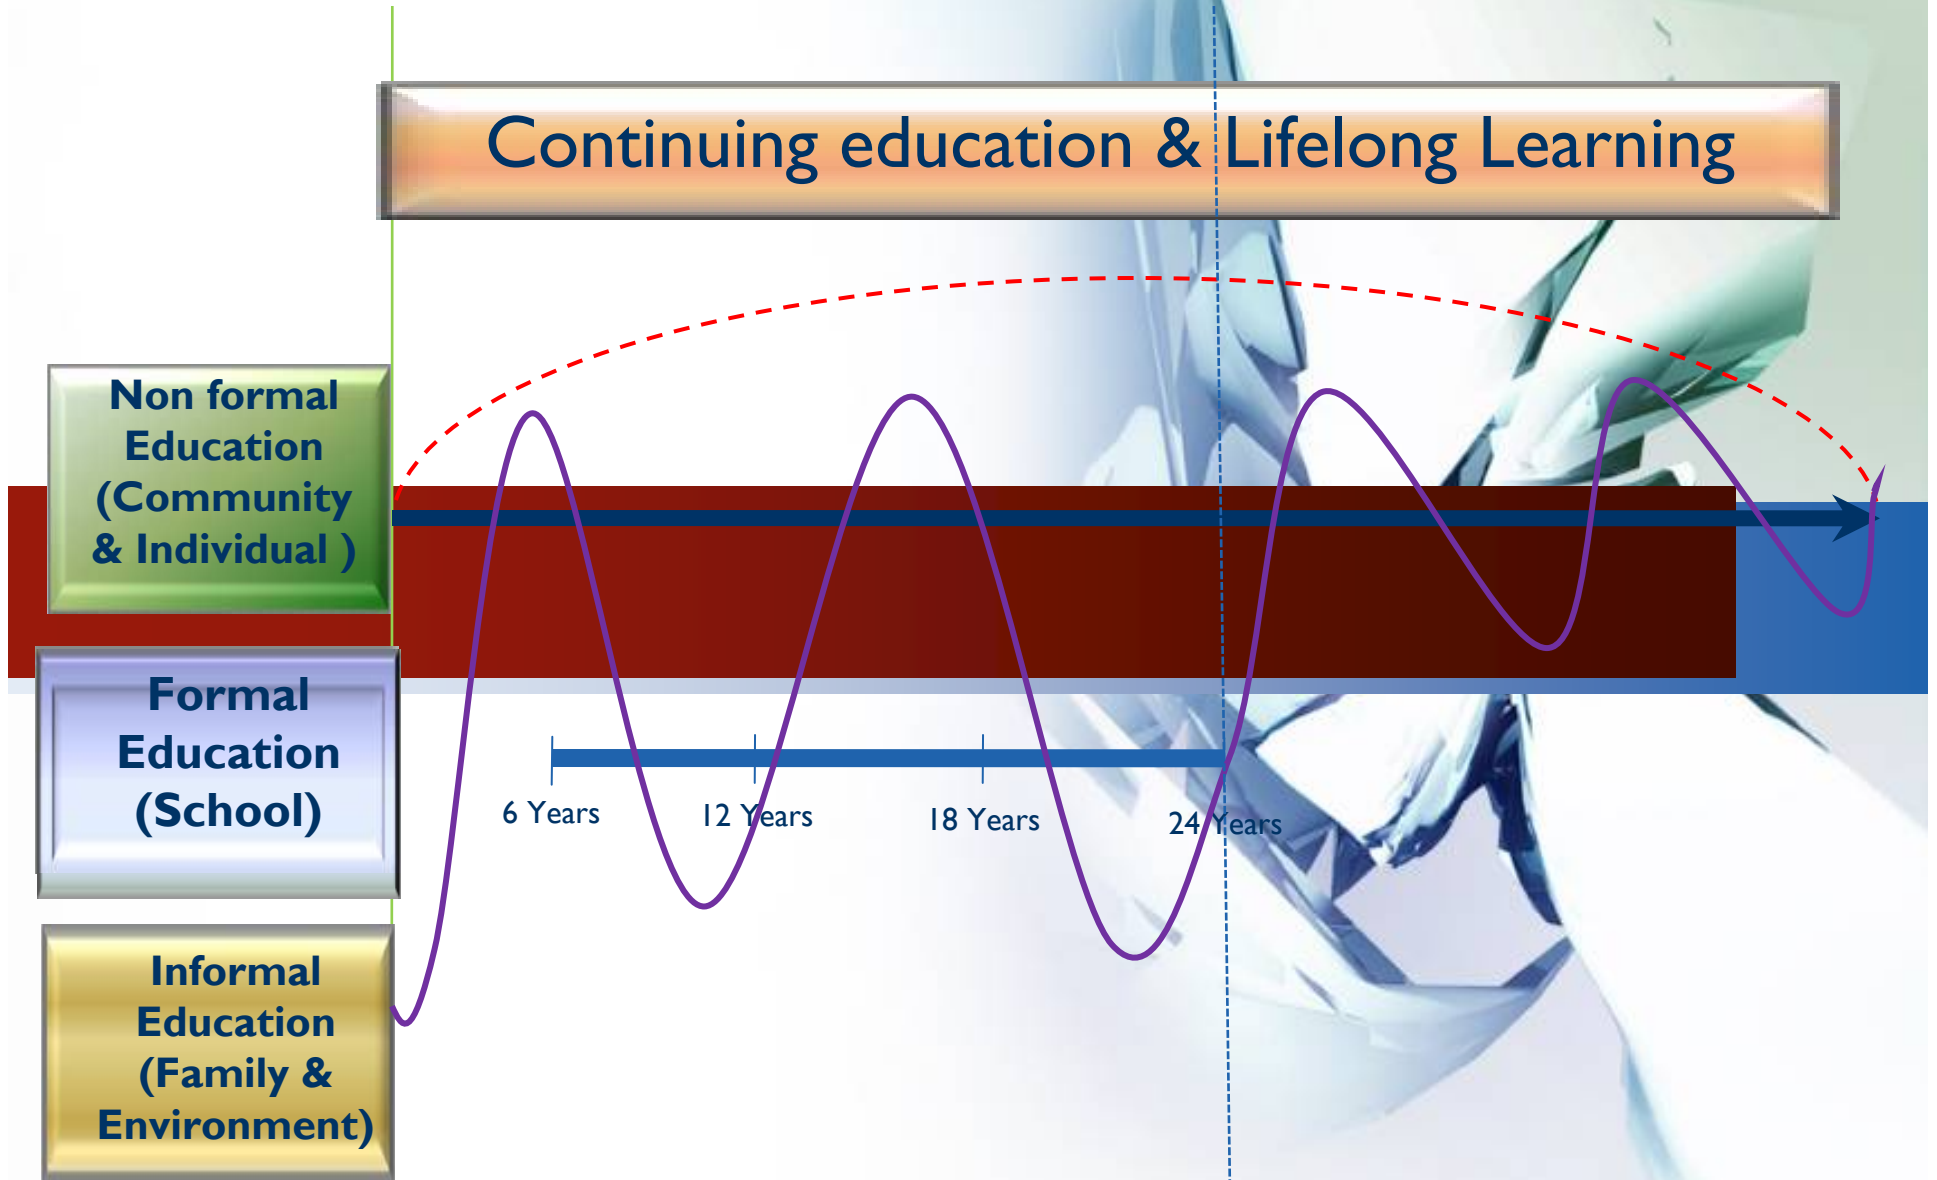 Continuing education & Lifelong Learning
Non formal
Education
(Community
& Individual )
Formal
Education
(School)
6 Years
12 Years
18 Years
24 Years
Informal
Education
(Family &
Environment)